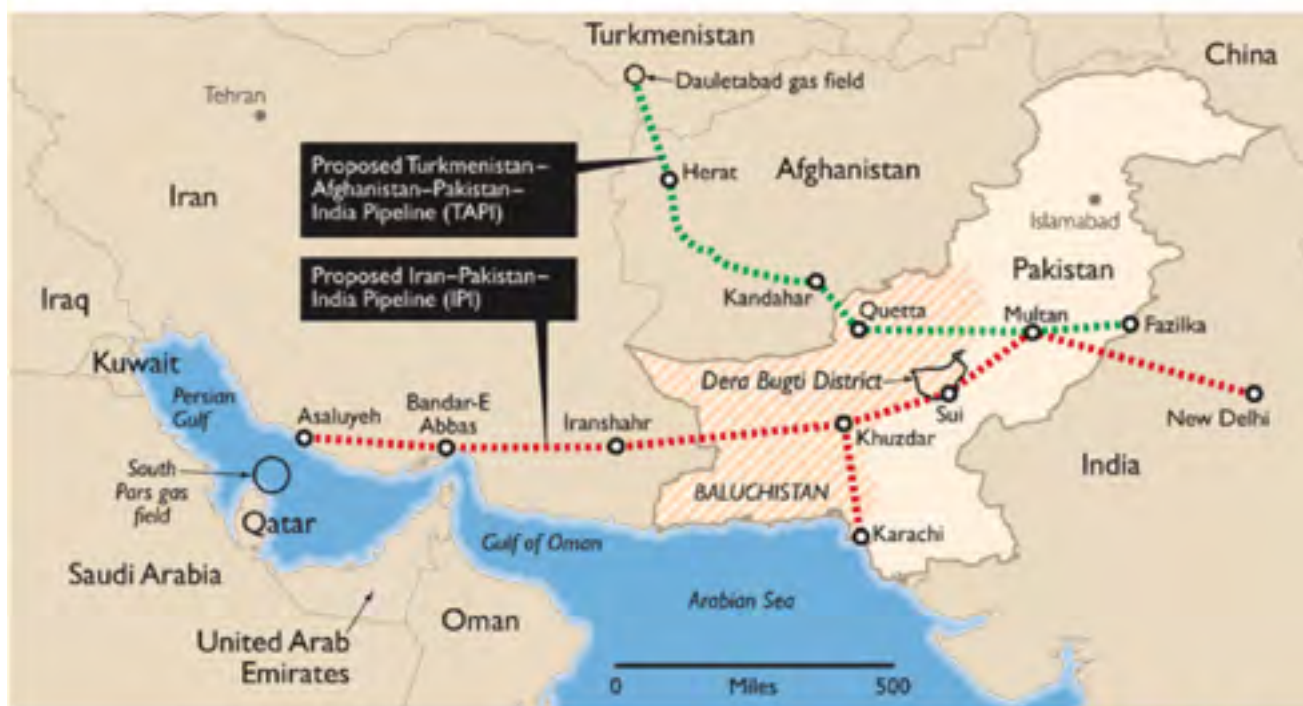 Turkmenistan
China
Dauletabad gas field
Tehran
Proposed Turkmenistan–
Afghanistan–Pakistan–
India Pipeline (TAPI)
Herat
Afghanistan
Iran
Islamabad
Proposed Iran–Pakistan–
India Pipeline (IPI)
Pakistan
Iraq
Kandahar
Quetta
Multan
Fazilka
Kuwait
Persian
Gulf
Dera Bugti District
Asaluyeh
Bandar-E
Abbas
Iranshahr
Sui
New Delhi
Khuzdar
South
Pars gas
field
BALUCHISTAN
India
Qatar
Karachi
Gulf of Oman
Saudi Arabia
Arabian Sea
Oman
United Arab
Emirates
0 Miles 500